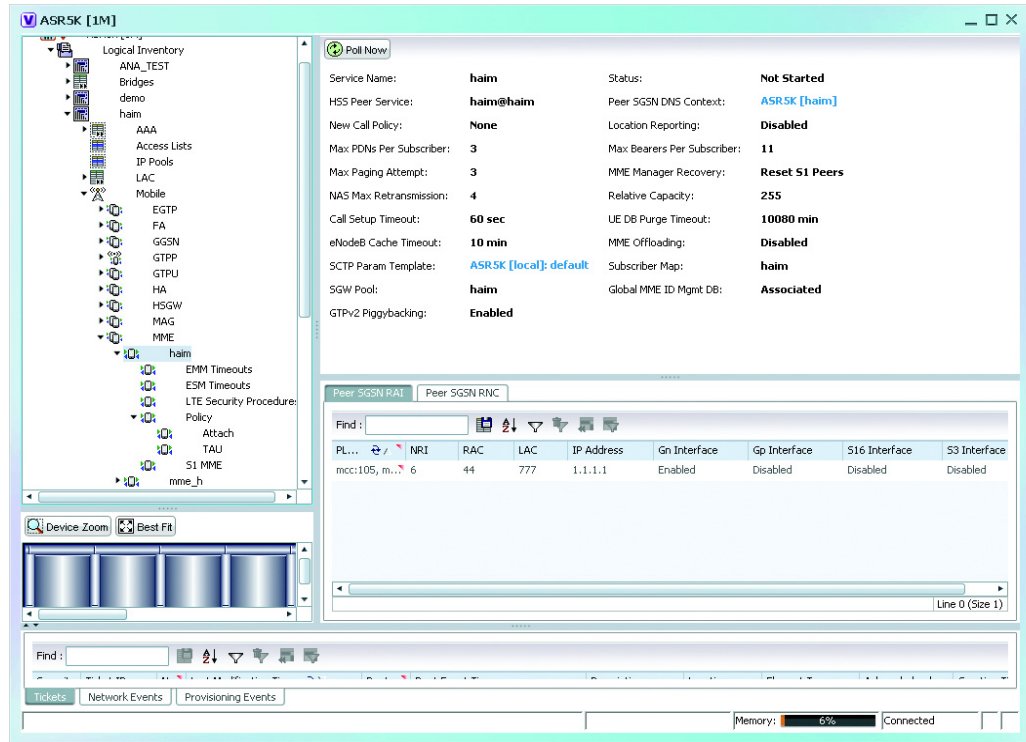 ASR5K [1M]
Logical Inventory
ANA_TEST
Bridges
demo
haim
AAA
Access Lists
IP Pools
LAC
Mobile
EGTP
FA
GGSN
GTPP
GTPU
HA
HSGW
MAG
MME
haim
EMM Timeouts
ESM Timeouts
LTE Security Procedure
Policy
Attach
TAU
S1 MME
mme_h
Device Zoom Best Fit
Poll Now
Service Name: haim Status: Not Started
HSS Peer Service: haim@haim Peer SGSN DNS Context: ASR5K [haim]
New Call Policy: None Location Reporting: Disabled
Max PDNs Per Subscriber: 3 Max Bearers Per Subscriber: 11
Max Paging Attempt: 3 MME Manager Recovery: Reset S1 Peers
NAS Max Retransmission: 4 Relative Capacity: 255
Call Setup Timeout: 60 sec UE DB Purge Timeout: 10080 min
eNodeB Cache Timeout: 10 min MME Offloading: Disabled
SCTP Param Template: ASR5K [local]: default Subscriber Map: haim
SGW Pool: haim Global MME ID Mgmt DB: Associated
GTPv2 Piggybacking: Enabled
Peer SGSN RAI Peer SGSN RNC
Find :
PL... NRI RAC LAC IP Address Gn Interface Gp Interface S16 Interface S3 Interface
mcc:105, m... 6 44 777 1.1.1.1 Enabled Disabled Disabled Disabled
Line 0 (Size 1)
Find :
Tickets Network Events Provisioning Events
Memory: 6% Connected